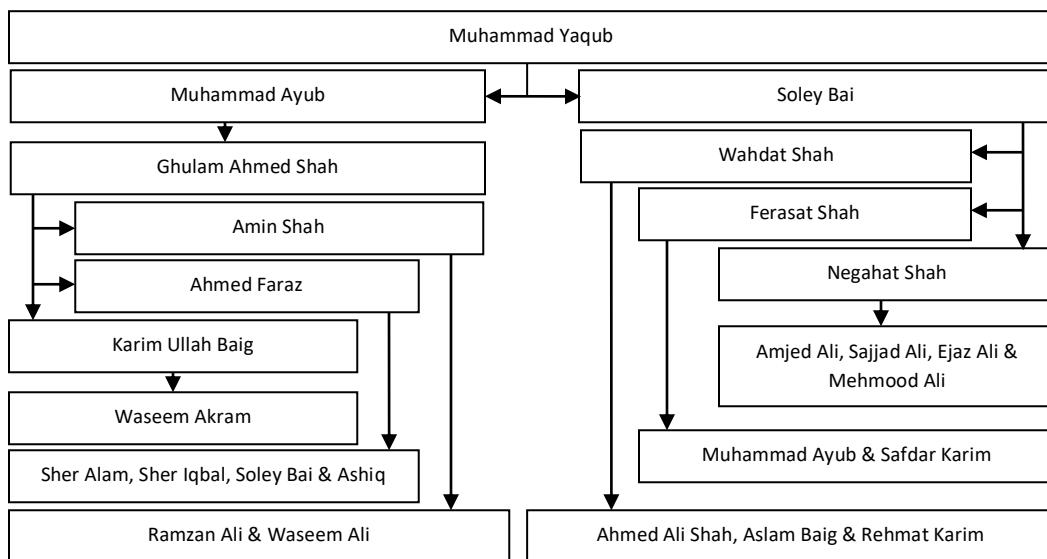 Muhammad Yaqub
Muhammad Ayub
Soley Bai
Ghulam Ahmed Shah
Wahdat Shah
Amin Shah
Ferasat Shah
Ahmed Faraz
Negahat Shah
Karim Ullah Baig
Amjed Ali, Sajjad Ali, Ejaz Ali &
Mehmood Ali
Waseem Akram
Muhammad Ayub & Safdar Karim
Sher Alam, Sher Iqbal, Soley Bai & Ashiq
Ramzan Ali & Waseem Ali
Ahmed Ali Shah, Aslam Baig & Rehmat Karim